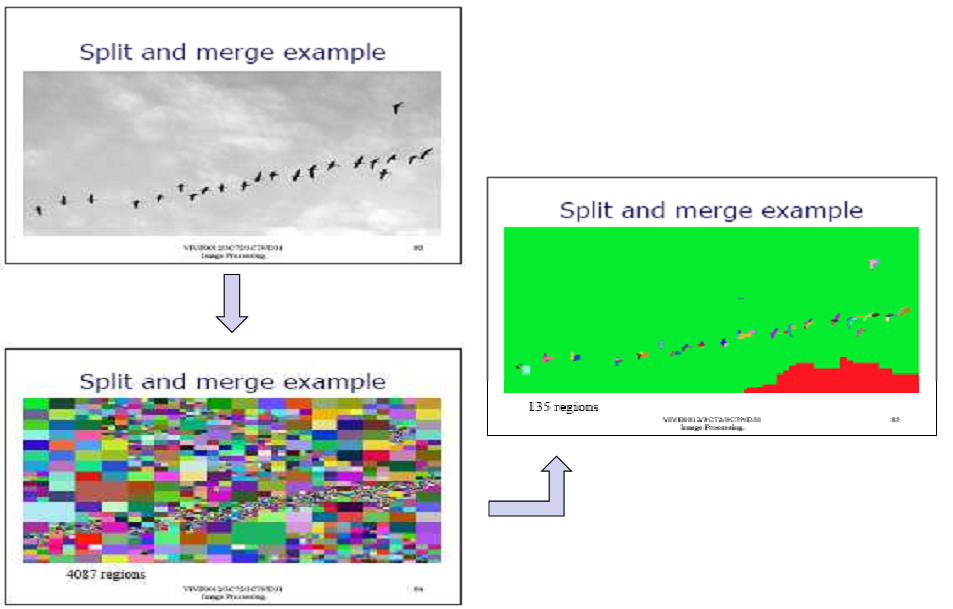 Split and merge example
Image Processing.
Split and merge example
4087 regions
Image Processing.
Split and merge example
135 regions
Image Processing.